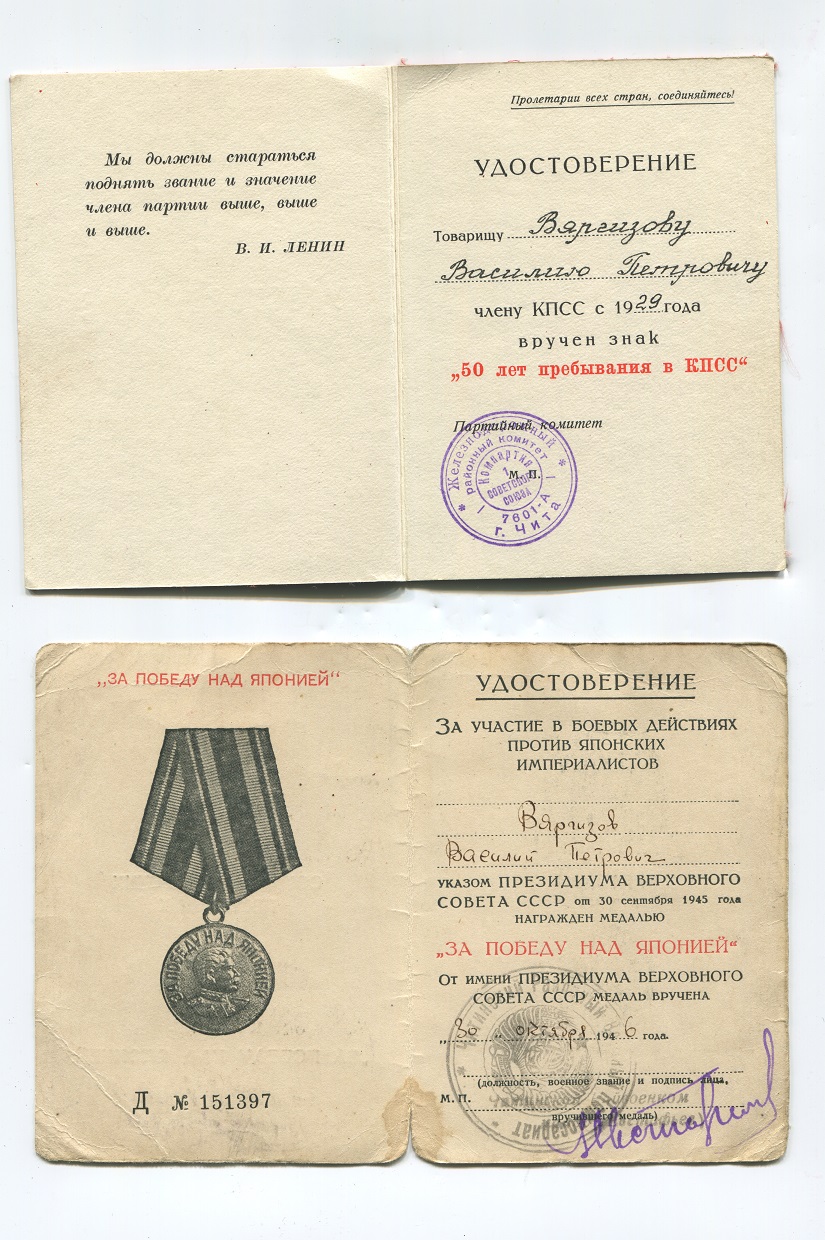 Мы должны стараться
поднять звание и значение
члена партии выше, выше
и выше.
В. И. ЛЕНИН
Пролетарии всех стран, соединяйтесь!
УДОСТОВЕРЕНИЕ
Товарищу Вяргизову
Василию Петровичу
члену КПСС с 1929 года
вручен знак
„50 лет пребывания в КПСС“
Партийный комитет
М. П.
* Железнодорожный *
районный комитет
Компартия
СОВЕТСКОГО
СОЮЗА
7601-А
г. Чита
„ЗА ПОБЕДУ НАД ЯПОНИЕЙ“
ЗА ПОБЕДУ НАД ЯПОНИЕЙ
Д № 151397
УДОСТОВЕРЕНИЕ
ЗА УЧАСТИЕ В БОЕВЫХ ДЕЙСТВИЯХ
ПРОТИВ ЯПОНСКИХ
ИМПЕРИАЛИСТОВ
Вяргизов
Василий Петрович
УКАЗОМ ПРЕЗИДИУМА ВЕРХОВНОГО
СОВЕТА СССР от 30 сентября 1945 года
НАГРАЖДЕН МЕДАЛЬЮ
„ЗА ПОБЕДУ НАД ЯПОНИЕЙ“
ОТ ИМЕНИ ПРЕЗИДИУМА ВЕРХОВНОГО
СОВЕТА СССР МЕДАЛЬ ВРУЧЕНА
„30 “ октября 1946 года.
(должность, военное звание и подпись лица,
М. П.
вручившего медаль)